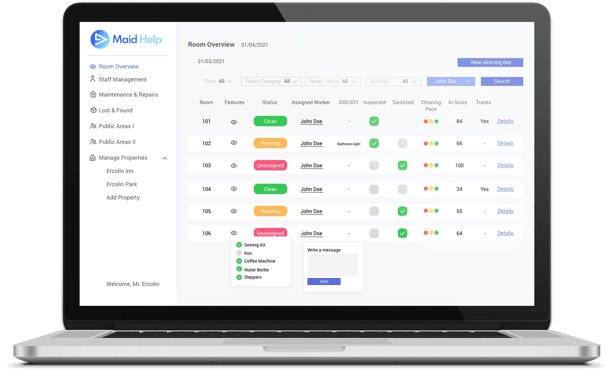 Maid Help
Room Overview
Staff Management
Maintenance & Repairs
Lost & Found
Public Areas I
Public Areas II
Manage Properties
Ercolin Inn
Ercolin Park
Add Property
Welcome, Mr. Ercolin
Room Overview 01/04/2021
31/03/2021
New cleaning day
Floor All Room Category All Room Status All 000/SOS All John Doe Search
Room Features Status Assigned Worker 000/SOS Inspected Sanitized Cleaning Pace AI Score Traces
101 Clean John Doe - 84 Yes Details
102 Pending John Doe Bathroom light 66 - Details
103 Unassigned John Doe - 100 - Details
104 Clean John Doe - 34 Yes Details
105 Pending John Doe - 55 - Details
106 Unassigned John Doe - 64 - Details
Sewing Kit
Iron
Coffee Machine
Water Bottle
Sleppers
Write a message